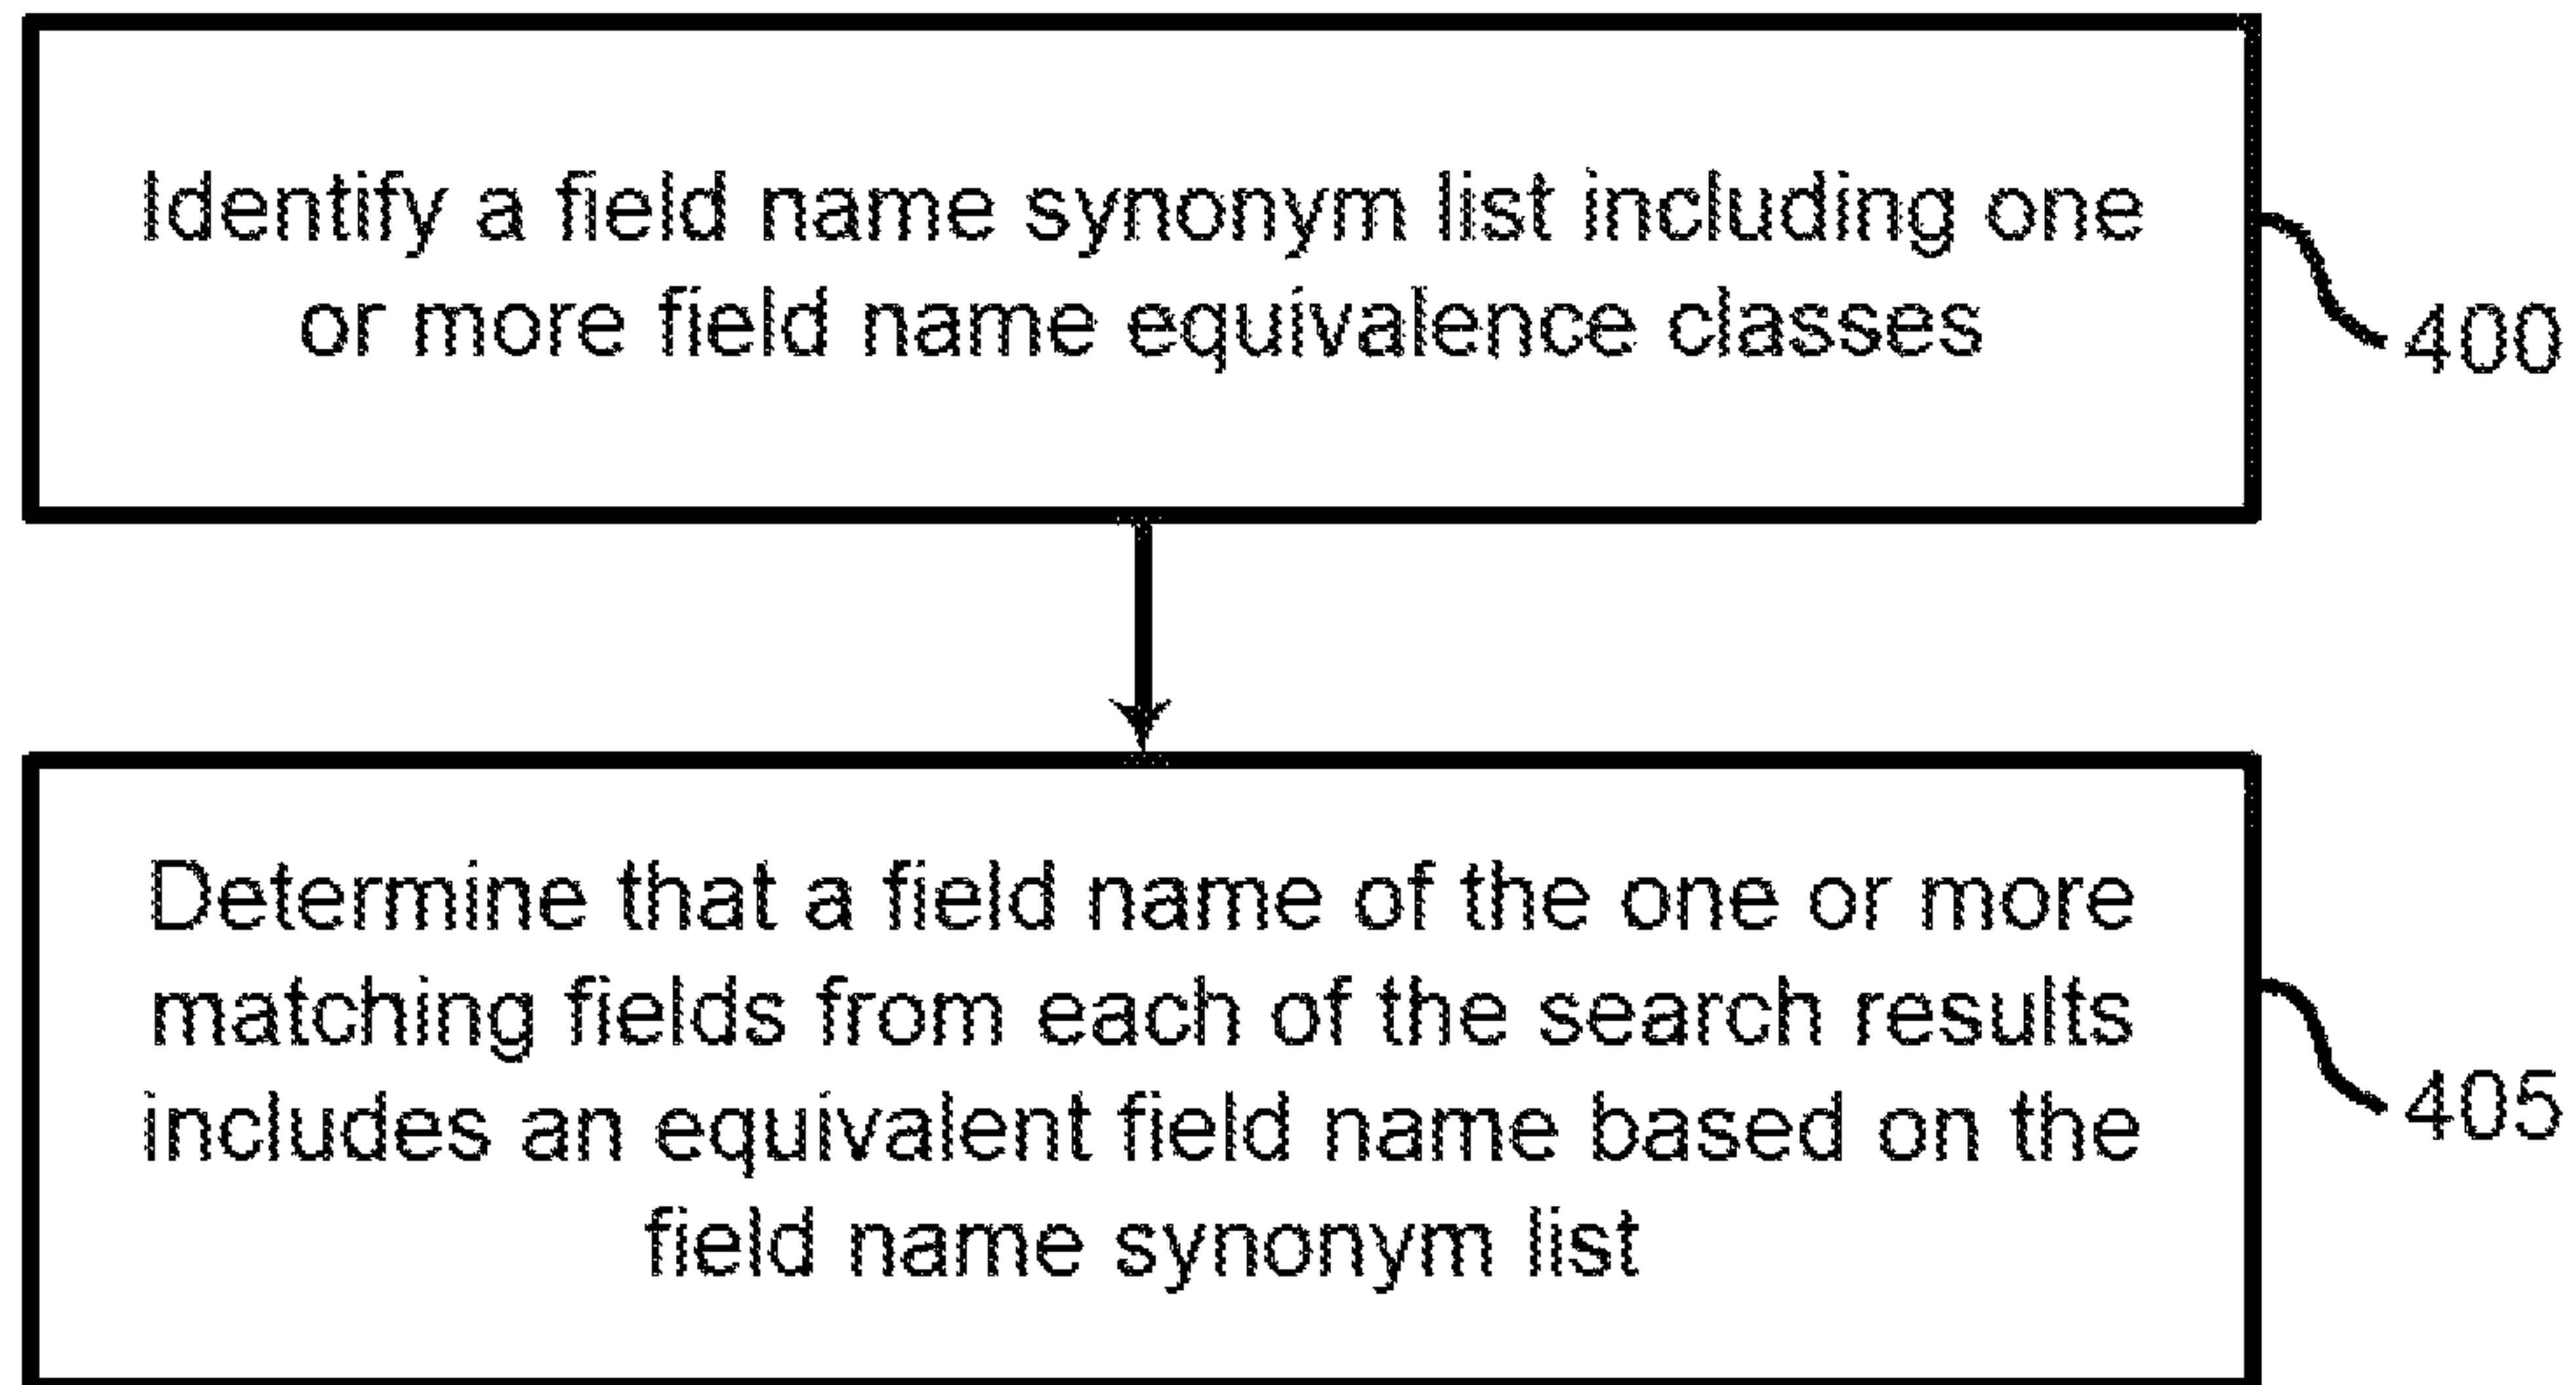 Identify a field name synonym list including one
or more field name equivalence classes
400
Determine that a field name of the one or more
matching fields from each of the search results
includes an equivalent field name based on the
field name synonym list
405